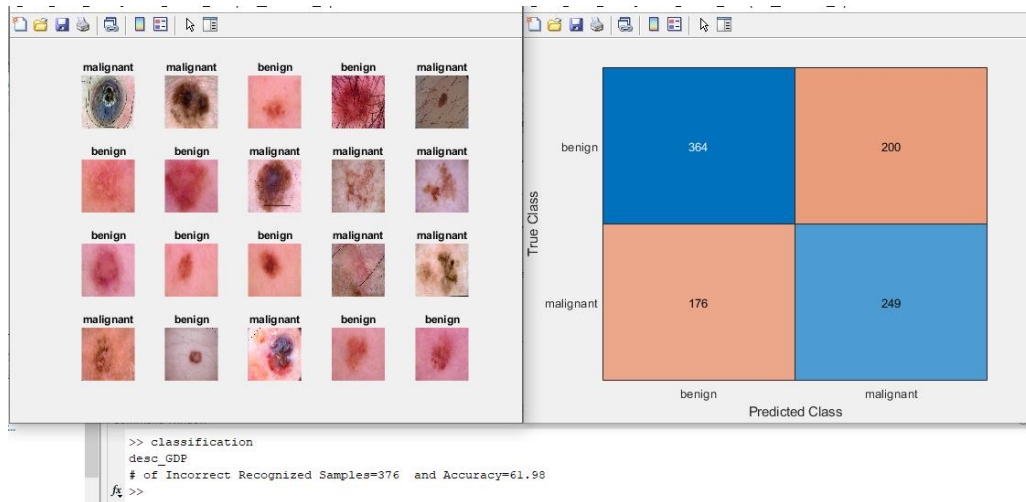 malignant malignant benign benign malignant
benign benign malignant malignant malignant
benign benign benign malignant malignant
malignant benign malignant benign benign
True Class
benign 364 200
malignant 176 249
benign malignant
Predicted Class
>> classification
desc_GDP
# of Incorrect Recognized Samples=376 and Accuracy=61.98
fx >>